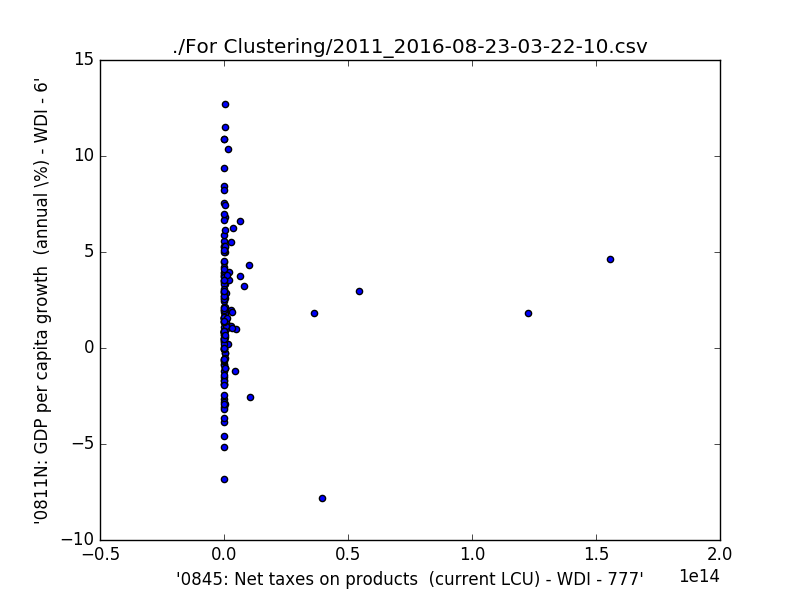 ./For Clustering/2011_2016-08-23-03-22-10.csv
15
10
5
0
−5
−10
'0811N: GDP per capita growth  (annual \%) - WDI - 6'
−0.5 0.0 0.5 1.0 1.5 2.0
1e14
'0845: Net taxes on products  (current LCU) - WDI - 777'